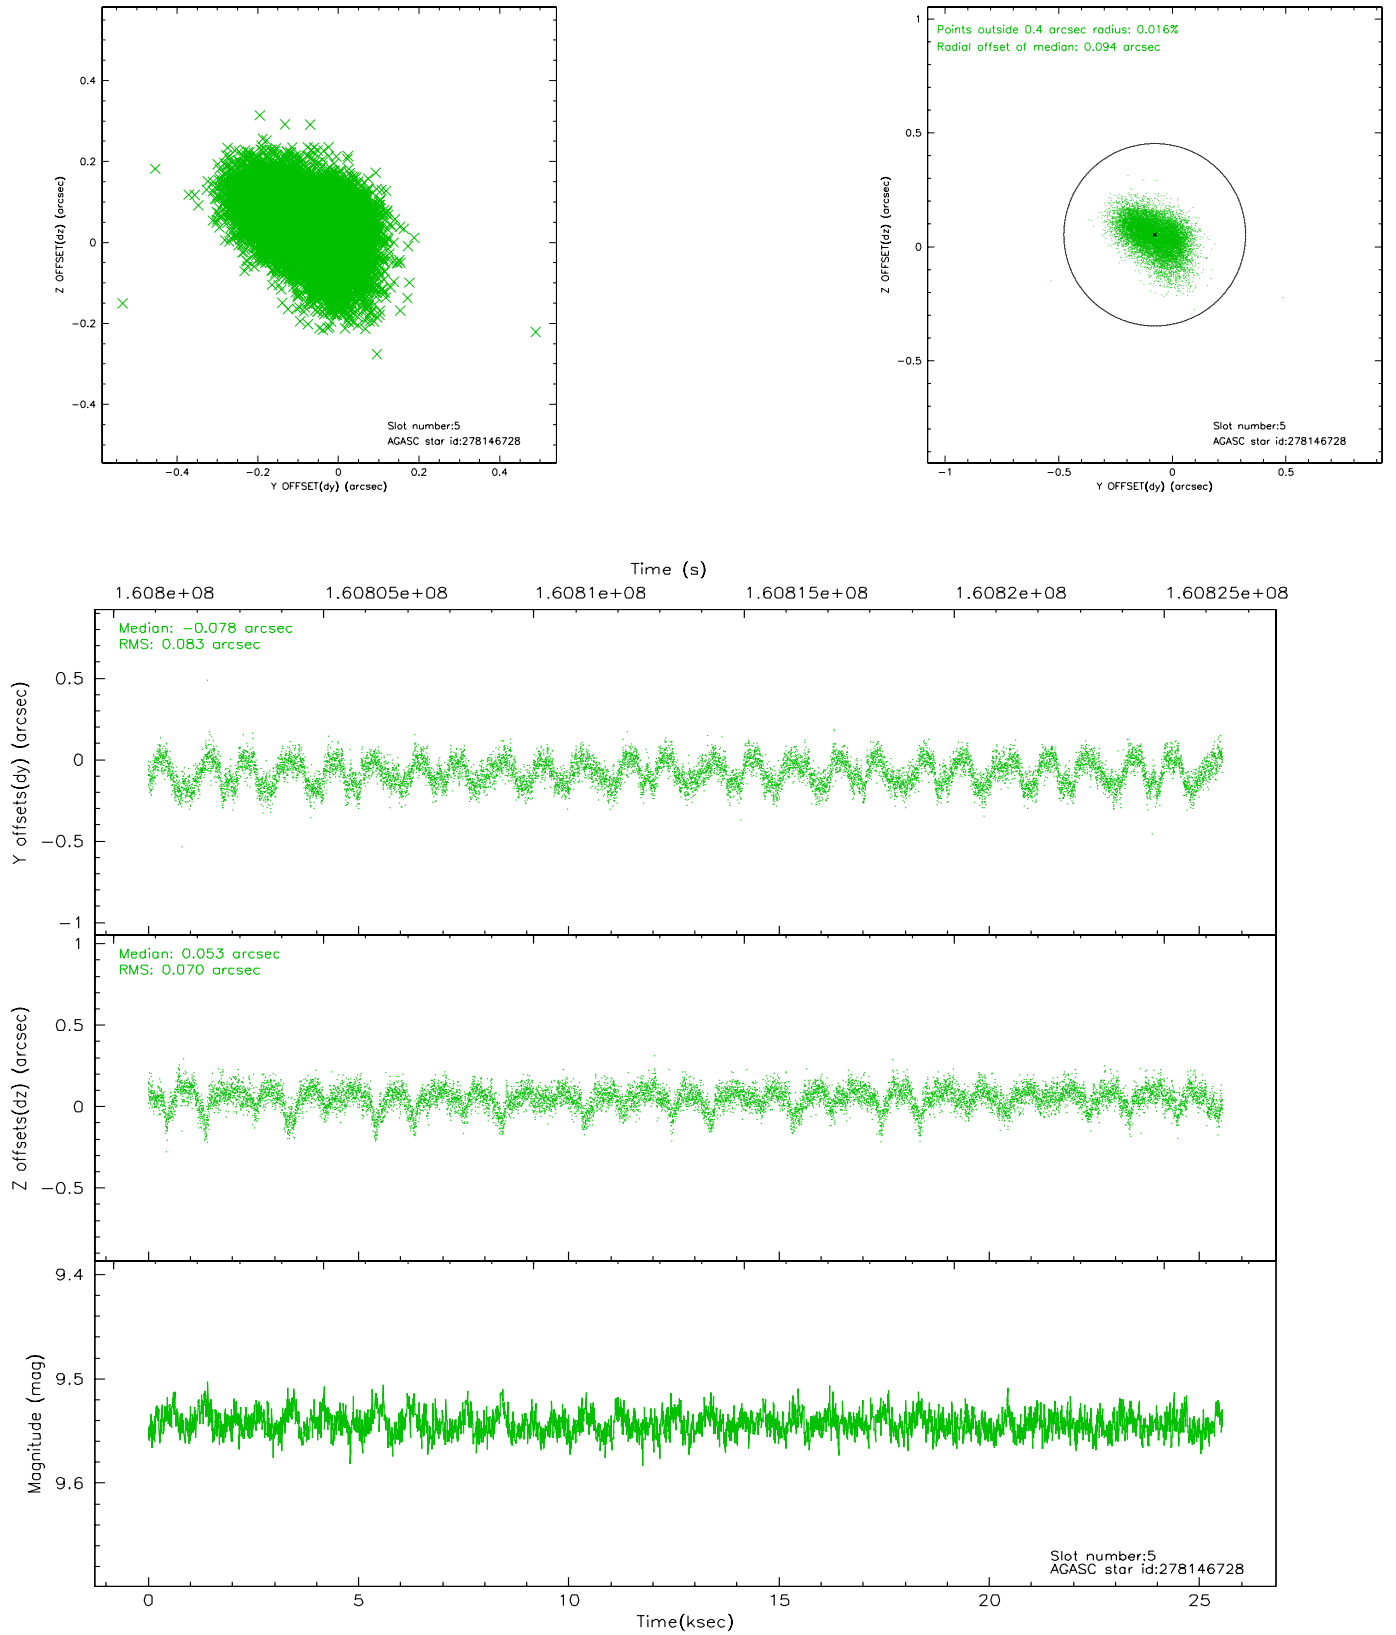 0.4
0.2
0
−0.2
−0.4
Z OFFSET(dz) (arcsec)
Slot number:5
AGASC star id:278146728
−0.4 −0.2 0 0.2 0.4
Y OFFSET(dy) (arcsec)
Points outside 0.4 arcsec radius: 0.016%
Radial offset of median: 0.094 arcsec
1
0.5
0
−0.5
Z OFFSET(dz) (arcsec)
Slot number:5
AGASC star id:278146728
−1 −0.5 0 0.5
Y OFFSET(dy) (arcsec)
Time (s)
1.608e+08 1.60805e+08 1.6081e+08 1.60815e+08 1.6082e+08 1.60825e+08
Median: −0.078 arcsec
RMS: 0.083 arcsec
0.5
0
−0.5
−1
Y offsets(dy) (arcsec)
Median: 0.053 arcsec
RMS: 0.070 arcsec
1
0.5
0
−0.5
Z offsets(dz) (arcsec)
9.4
9.5
9.6
Magnitude (mag)
Slot number:5
AGASC star id:278146728
0 5 10 15 20 25
Time(ksec)